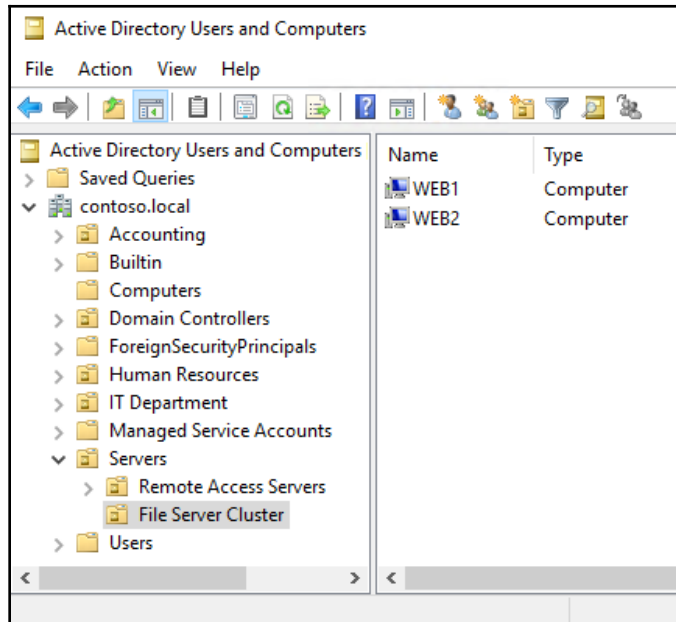 Active Directory Users and Computers
File Action View Help
Active Directory Users and Computers
Saved Queries
contoso.local
Accounting
Builtin
Computers
Domain Controllers
ForeignSecurityPrincipals
Human Resources
IT Department
Managed Service Accounts
Servers
Remote Access Servers
File Server Cluster
Users
Name Type
WEB1 Computer
WEB2 Computer